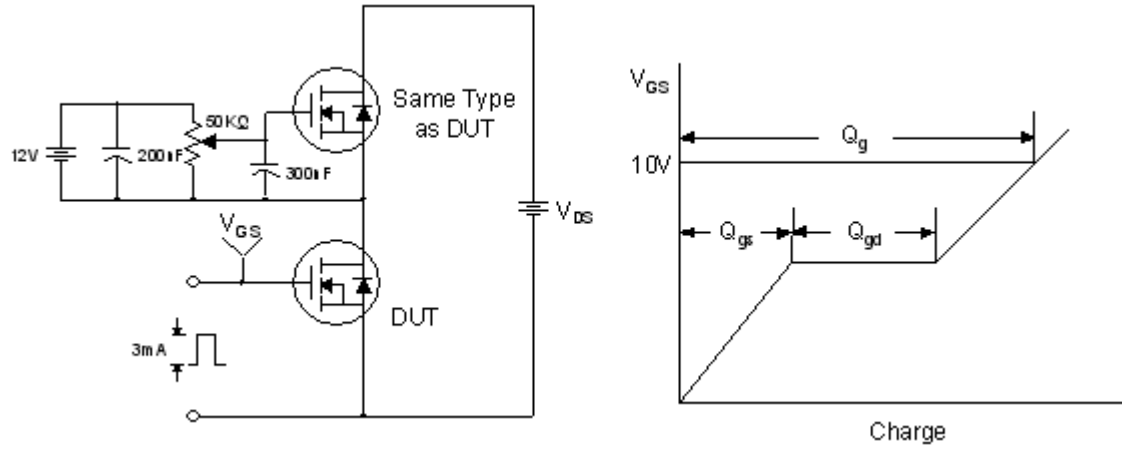 Same Type
as DUT
50KΩ
12V
200nF
300nF
V_DS
V_GS
DUT
3mA
V_GS
Q_g
10V
Q_gs
Q_gd
Charge